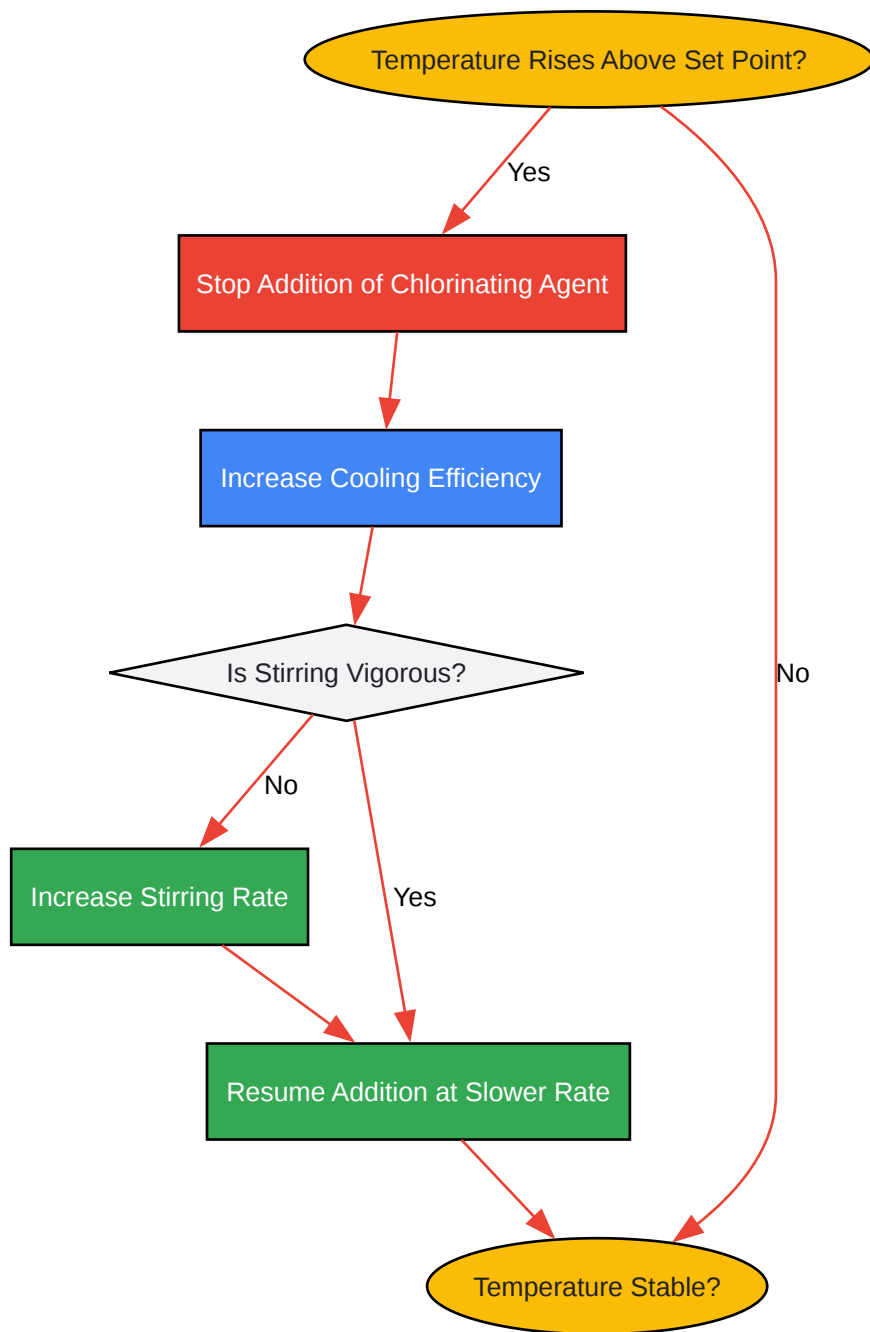 Temperature Rises Above Set Point?
Yes
Stop Addition of Chlorinating Agent
Increase Cooling Efficiency
Is Stirring Vigorous?
No
No
Increase Stirring Rate
Yes
Resume Addition at Slower Rate
Temperature Stable?